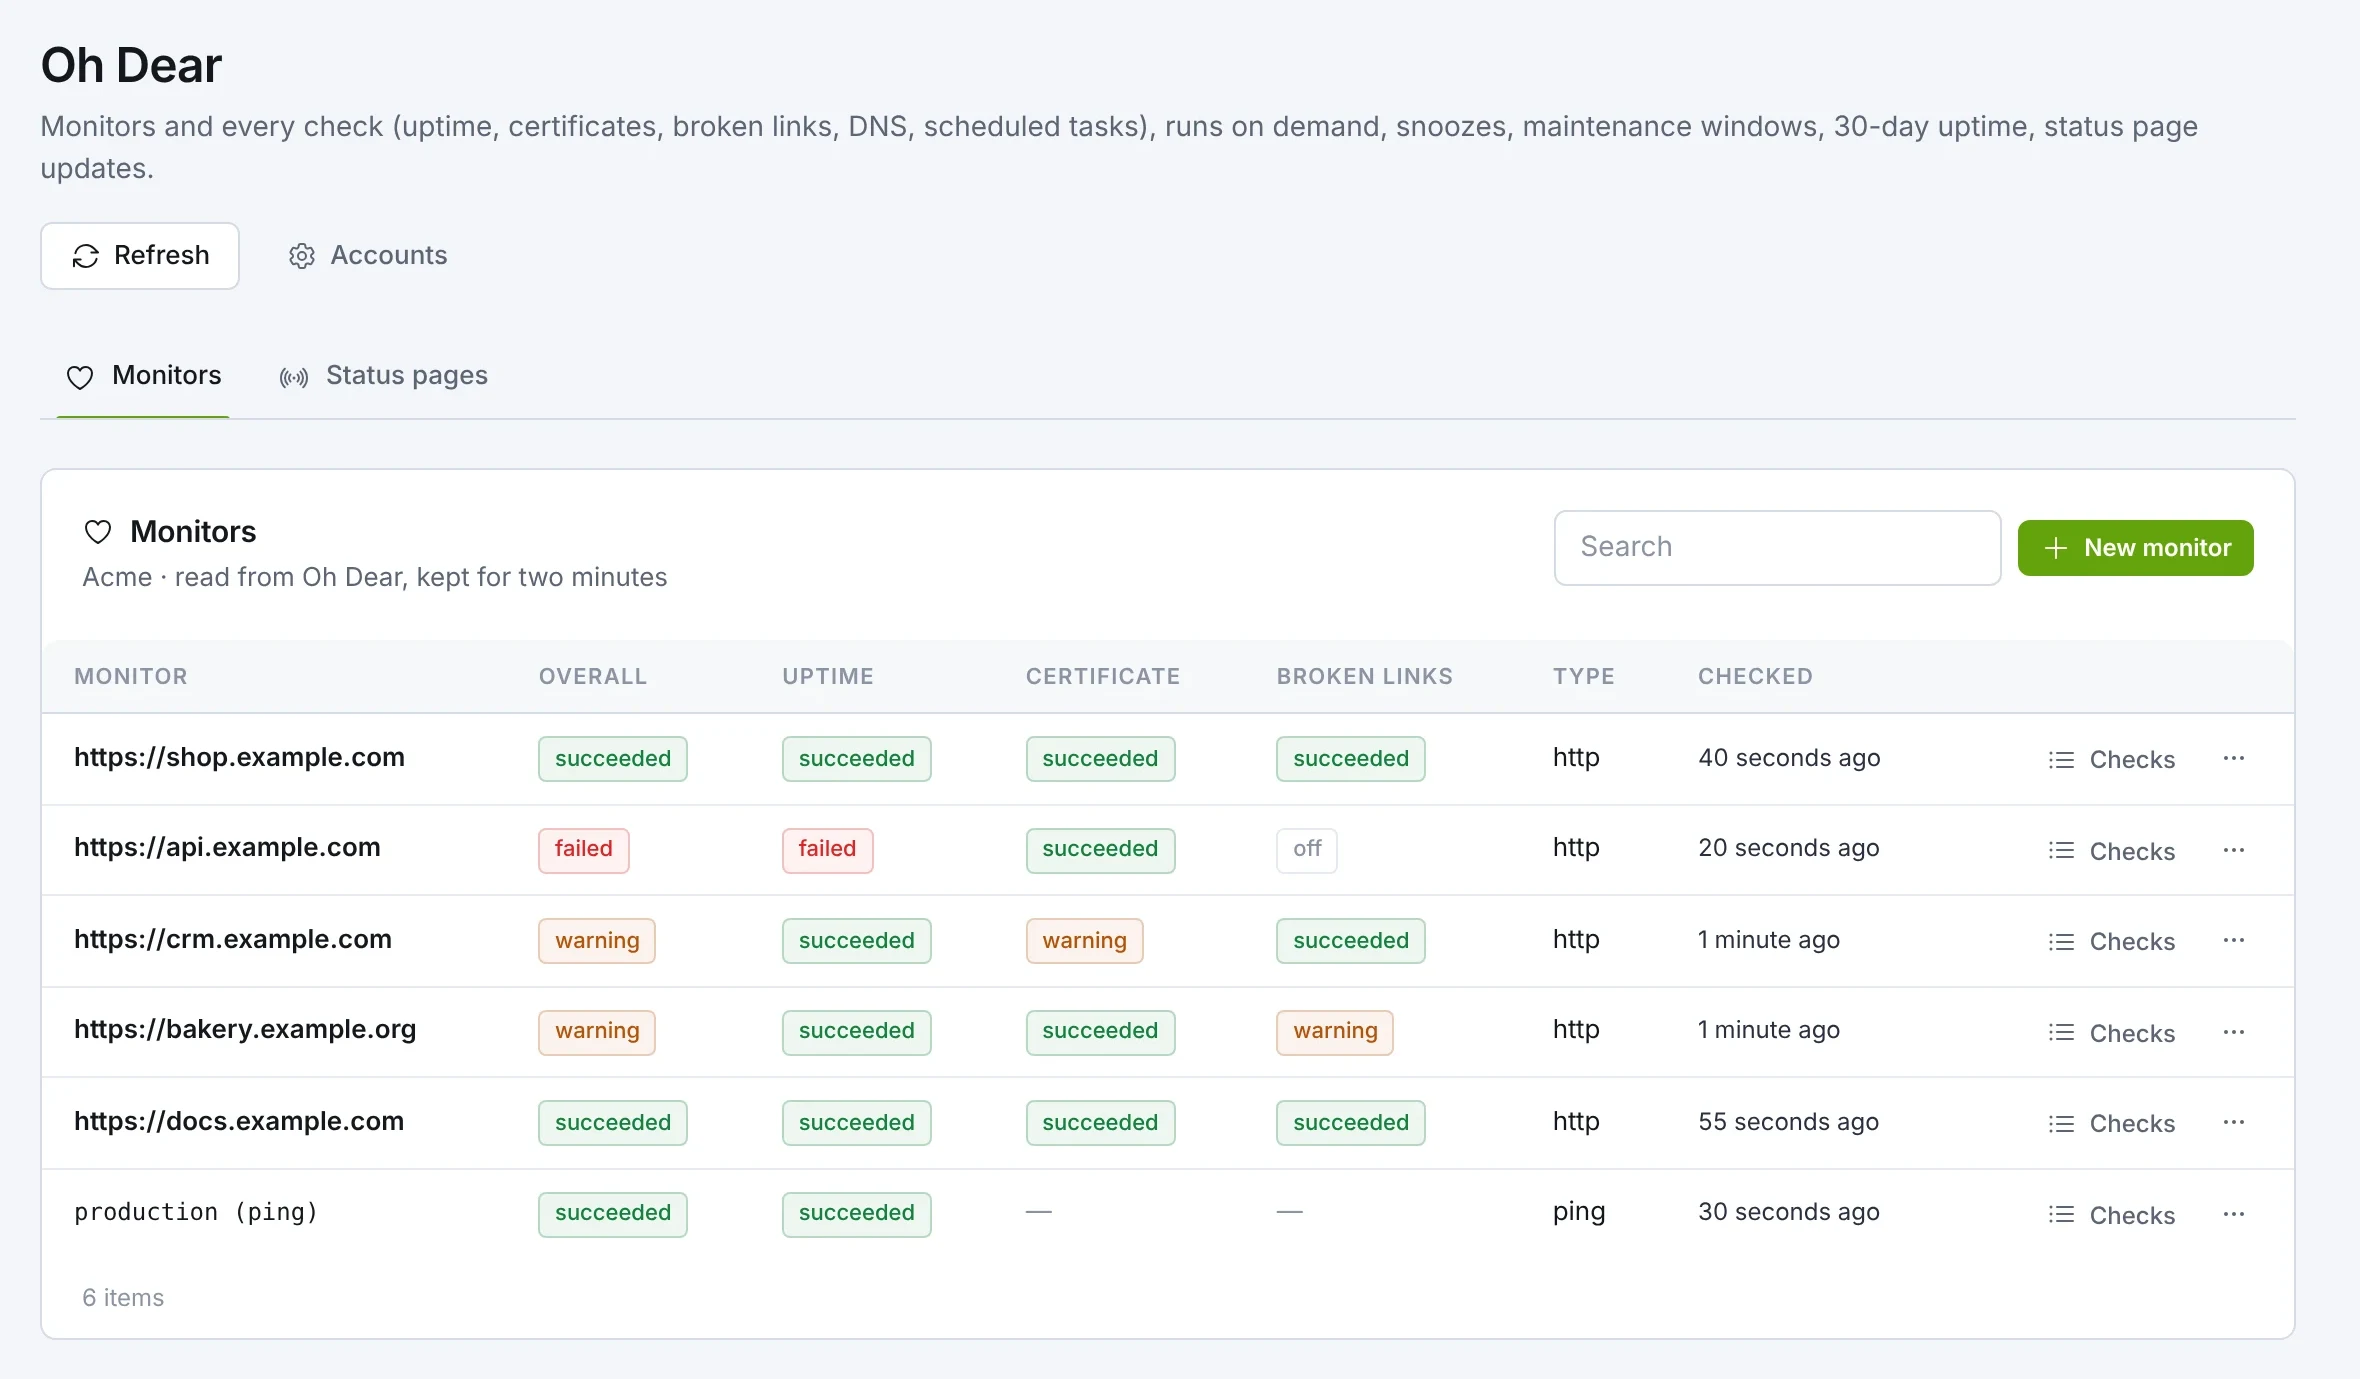 Oh Dear
Monitors and every check (uptime, certificates, broken links, DNS, scheduled tasks), runs on demand, snoozes, maintenance windows, 30-day uptime, status page
updates.
Refresh Accounts
Monitors Status pages
Monitors
Acme · read from Oh Dear, kept for two minutes
Search
New monitor
MONITOR OVERALL UPTIME CERTIFICATE BROKEN LINKS TYPE CHECKED
https://shop.example.com succeeded succeeded succeeded succeeded http 40 seconds ago Checks ···
https://api.example.com failed failed succeeded off http 20 seconds ago Checks ···
https://crm.example.com warning succeeded warning succeeded http 1 minute ago Checks ···
https://bakery.example.org warning succeeded succeeded warning http 1 minute ago Checks ···
https://docs.example.com succeeded succeeded succeeded succeeded http 55 seconds ago Checks ···
production (ping) succeeded succeeded — — ping 30 seconds ago Checks ···
6 items